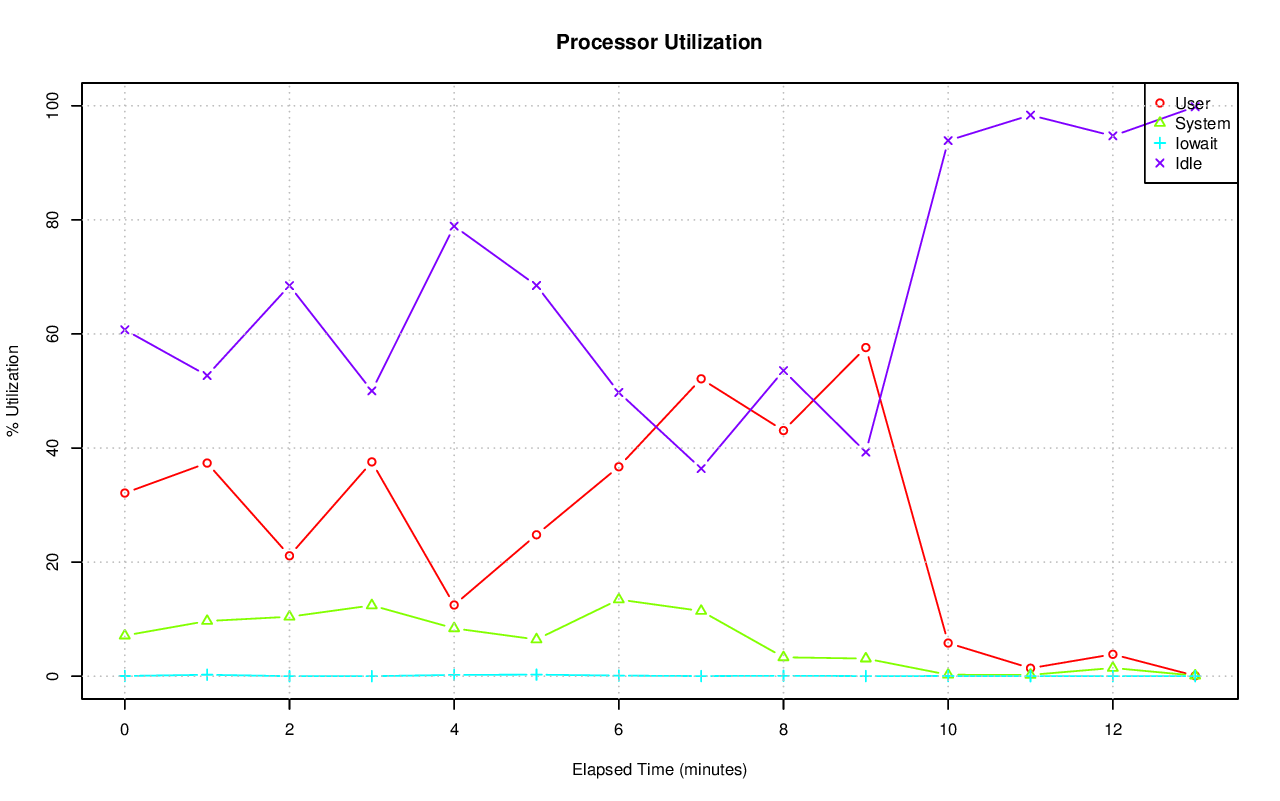 Processor Utilization
% Utilization
100
80
60
40
20
0
User
System
Iowait
Idle
0 2 4 6 8 10 12
Elapsed Time (minutes)